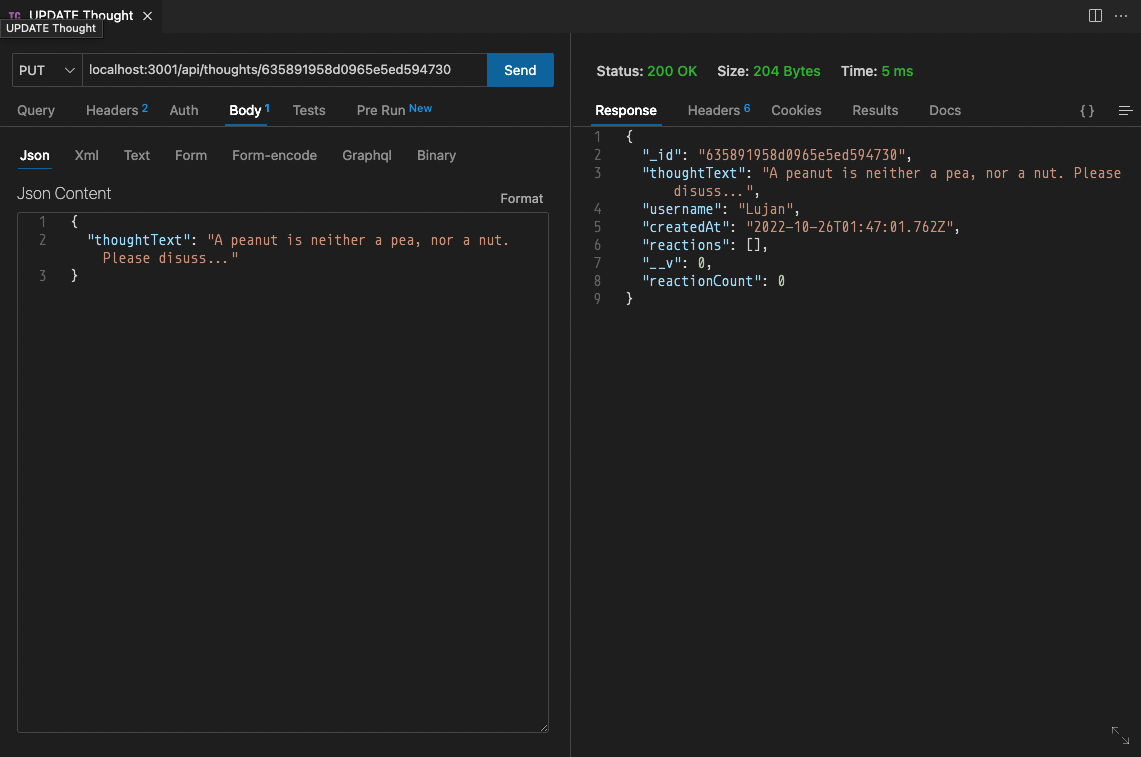 TC UPDATE Thought
UPDATE Thought
PUT localhost:3001/api/thoughts/635891958d0965e5ed594730 Send
Query Headers 2 Auth Body 1 Tests Pre Run New
Json Xml Text Form Form-encode Graphql Binary
Json Content
Format
1 {
2 "thoughtText": "A peanut is neither a pea, nor a nut.
Please disuss..."
3 }
Status: 200 OK Size: 204 Bytes Time: 5 ms
Response Headers 6 Cookies Results Docs { }
1 {
2 "_id": "635891958d0965e5ed594730",
3 "thoughtText": "A peanut is neither a pea, nor a nut. Please
disuss...",
4 "username": "Lujan",
5 "createdAt": "2022-10-26T01:47:01.762Z",
6 "reactions": [],
7 "__v": 0,
8 "reactionCount": 0
9 }